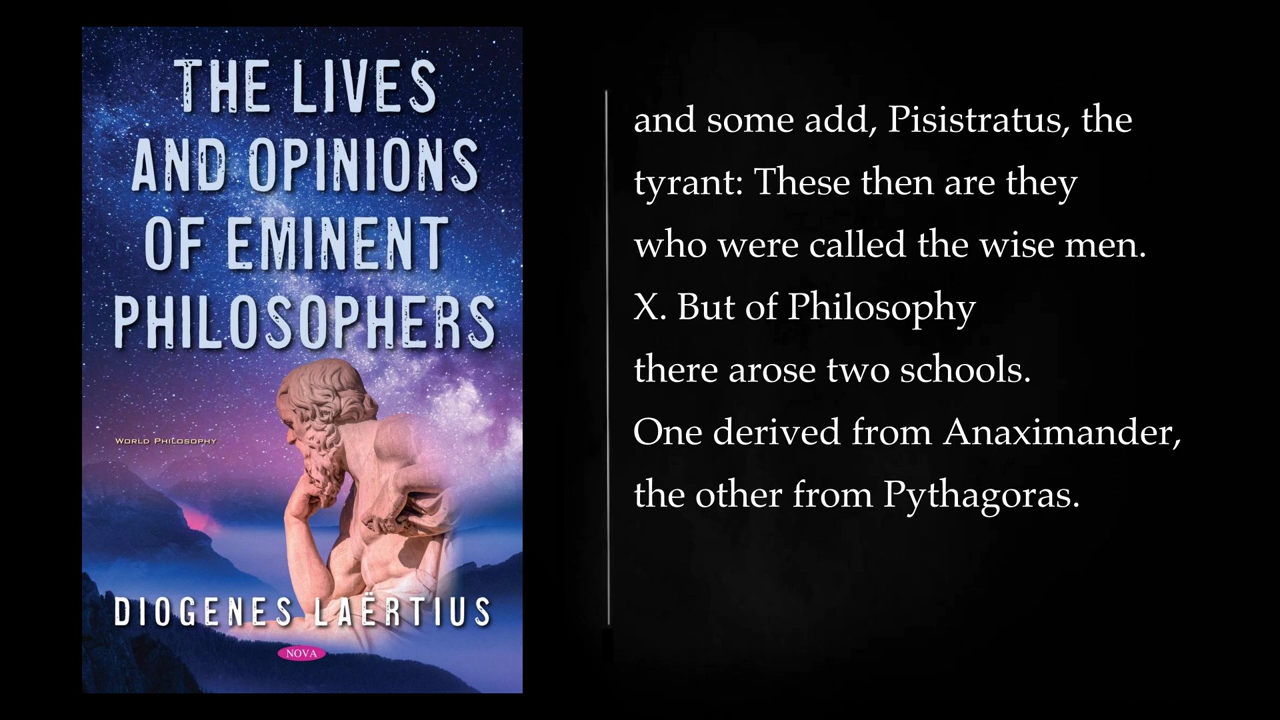 THE LIVES
AND OPINIONS
OF EMINENT
PHILOSOPHERS
WORLD PHILOSOPHY
DIOGENES LAËRTIUS
NOVA
and some add, Pisistratus, the
tyrant: These then are they
who were called the wise men.
X. But of Philosophy
there arose two schools.
One derived from Anaximander,
the other from Pythagoras.